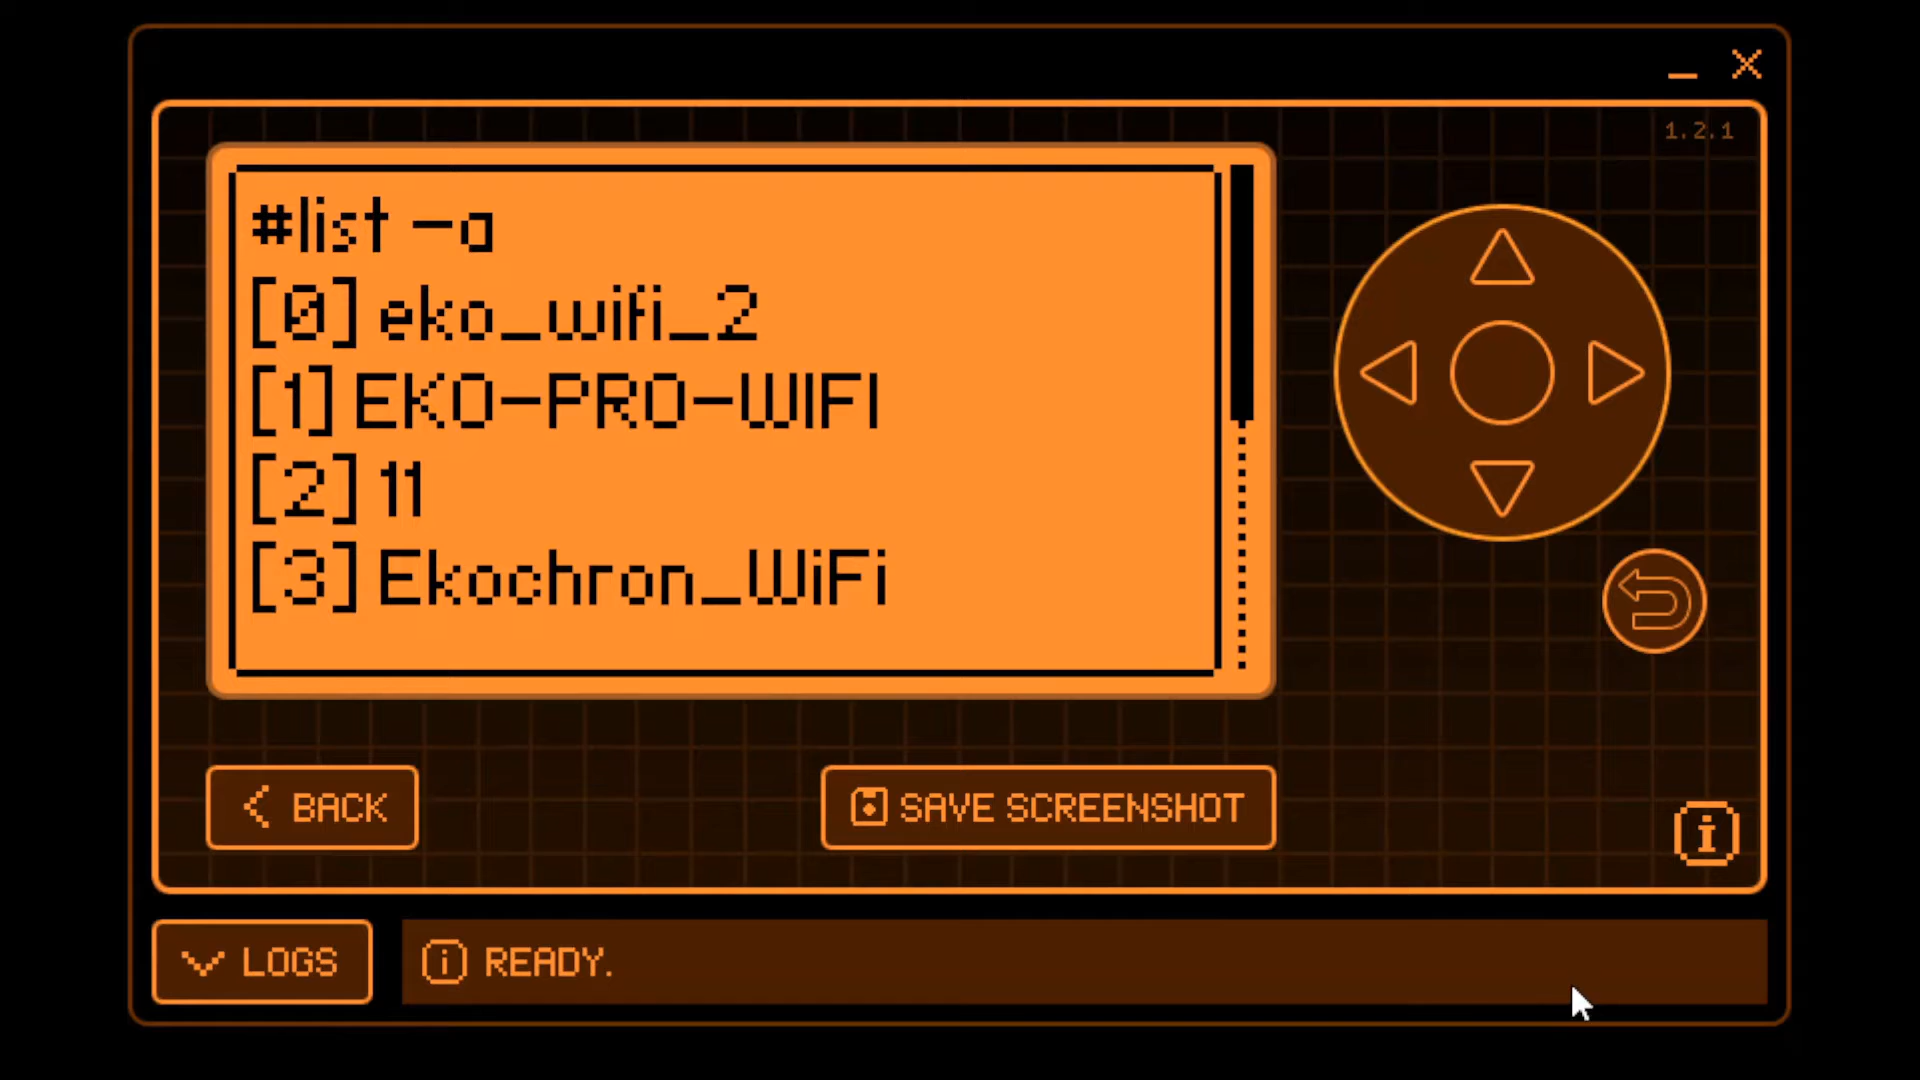 1.2.1
#list -a
[0] eko_wifi_2
[1] EKO-PRO-WIFI
[2] 11
[3] Ekochron_WiFi
BACK
SAVE SCREENSHOT
LOGS
READY.